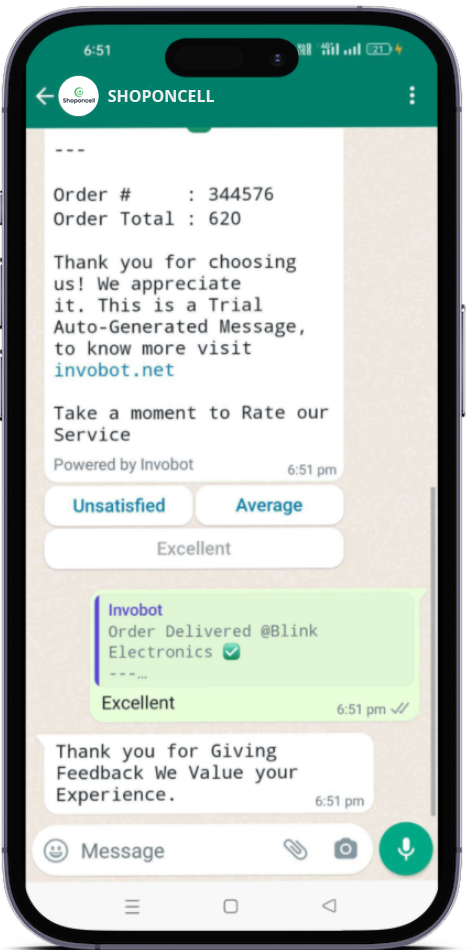 6:51
21
Shoponcell
SHOPONCELL
---
Order #      : 344576
Order Total : 620
Thank you for choosing
us! We appreciate
it. This is a Trial
Auto-Generated Message,
to know more visit
invobot.net
Take a moment to Rate our
Service
Powered by Invobot
6:51 pm
Unsatisfied
Average
Excellent
Invobot
Order Delivered @Blink
Electronics ✅
---…
Excellent
6:51 pm
Thank you for Giving
Feedback We Value your
Experience.
6:51 pm
Message